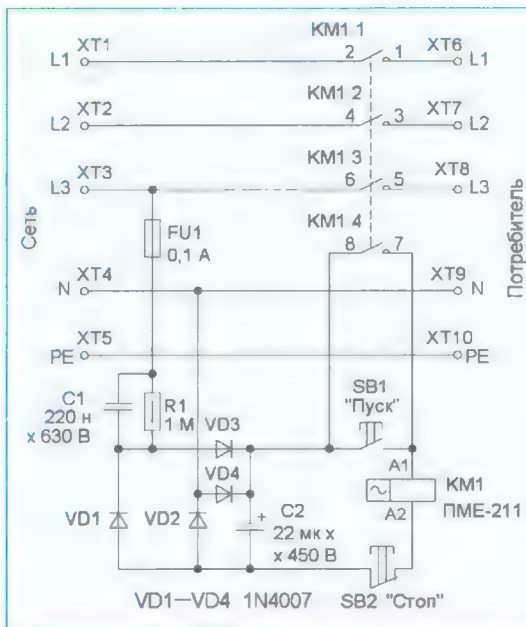 KM1 1
L1 XT1 2 1 XT6 L1
KM1 2
L2 XT2 4 3 XT7 L2
KM1 3
L3 XT3 6 5 XT8 L3
KM1 4
8 7
Сеть
Потребитель
FU1
0,1 А
N XT4 XT9 N
PE XT5 XT10 PE
C1
220 н
х 630 В
R1
1 М
SB1
"Пуск"
VD3
VD4
A1
KM1
A2
ПМЕ-211
VD1
VD2
C2
+
22 мк х
х 450 В
VD1–VD4 1N4007
SB2 "Стоп"